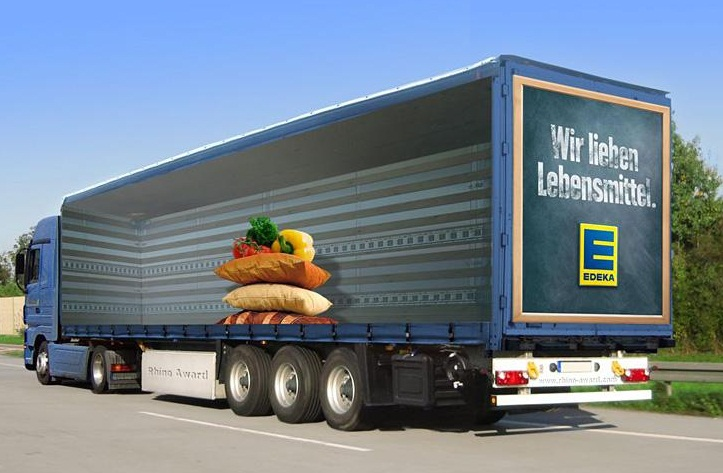 Wir lieben
Lebensmittel.
E
EDEKA
Rhino Award
www.rhino-award.com